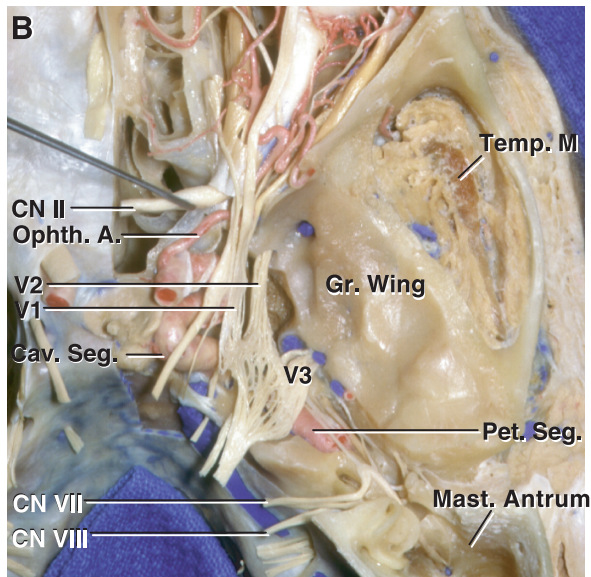 B
Temp. M
CN II
Ophth. A.
V2
Gr. Wing
V1
Cav. Seg.
V3
Pet. Seg.
Mast. Antrum
CN VII
CN VIII